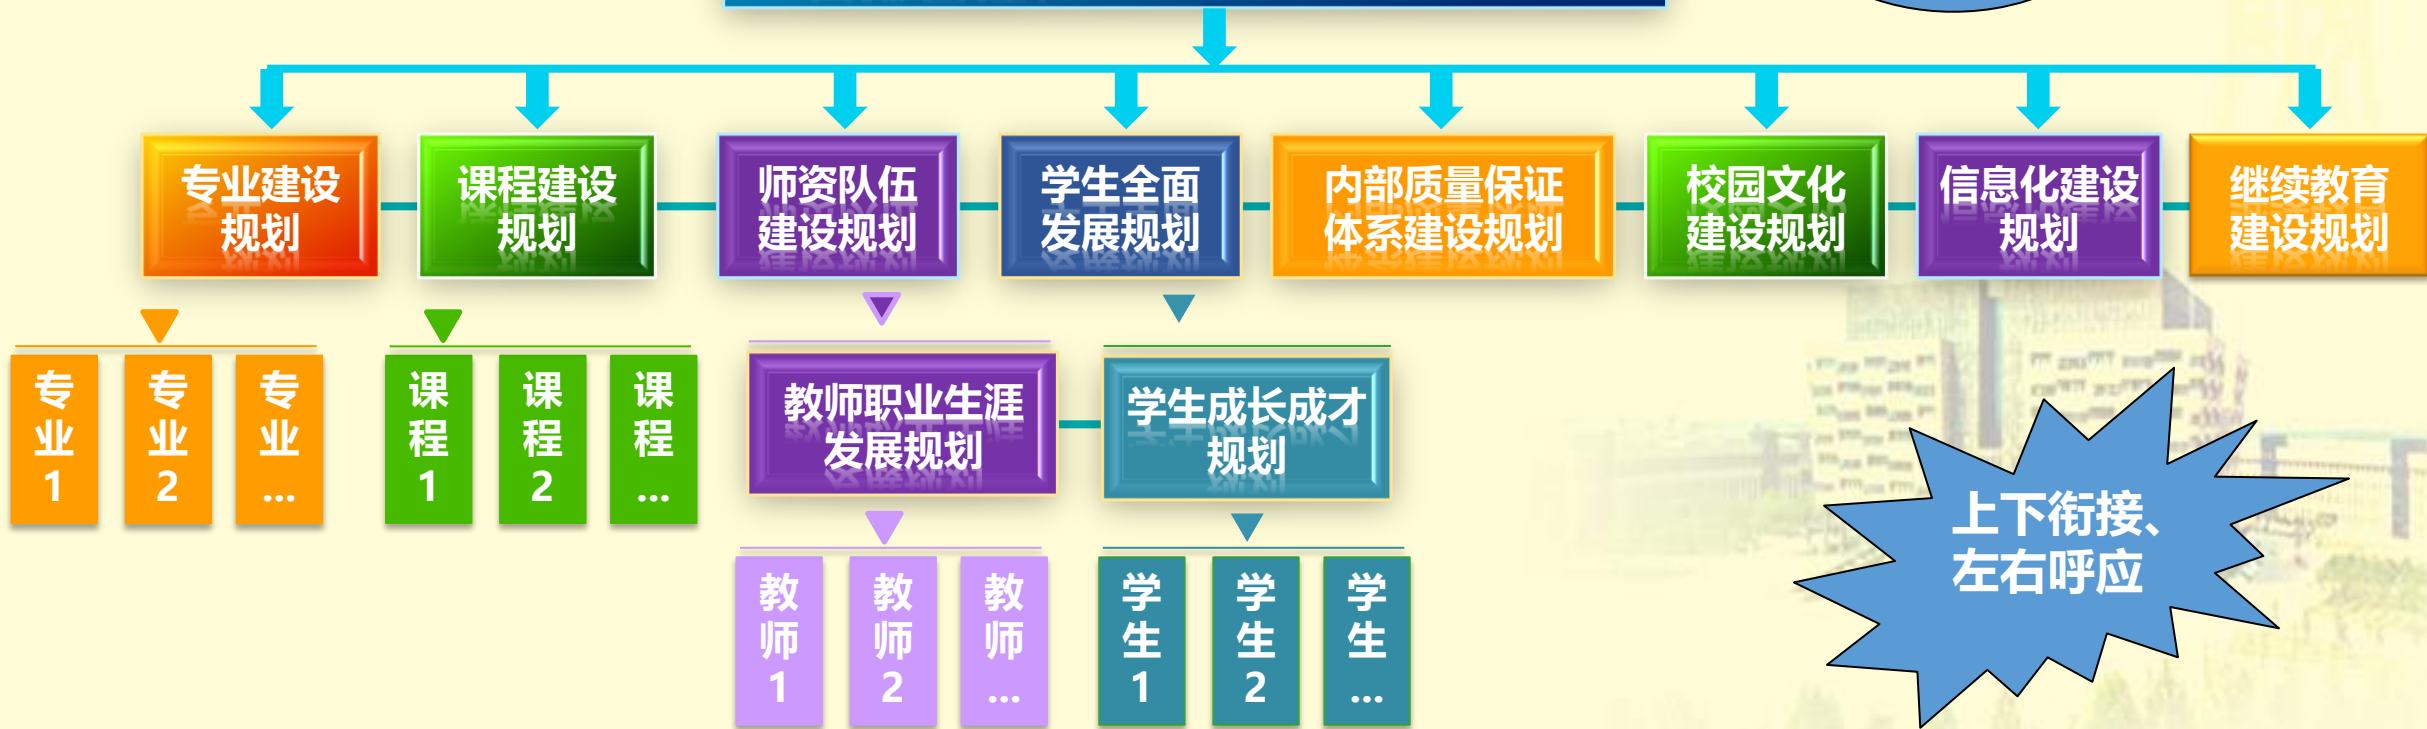 专业建设
规划
课程建设
规划
师资队伍
建设规划
学生全面
发展规划
内部质量保证
体系建设规划
校园文化
建设规划
信息化建设
规划
继续教育
建设规划
专
业
1
专
业
2
专
业
...
课
程
1
课
程
2
课
程
...
教师职业生涯
发展规划
学生成长成才
规划
教
师
1
教
师
2
教
师
...
学
生
1
学
生
2
学
生
...
上下衔接、
左右呼应